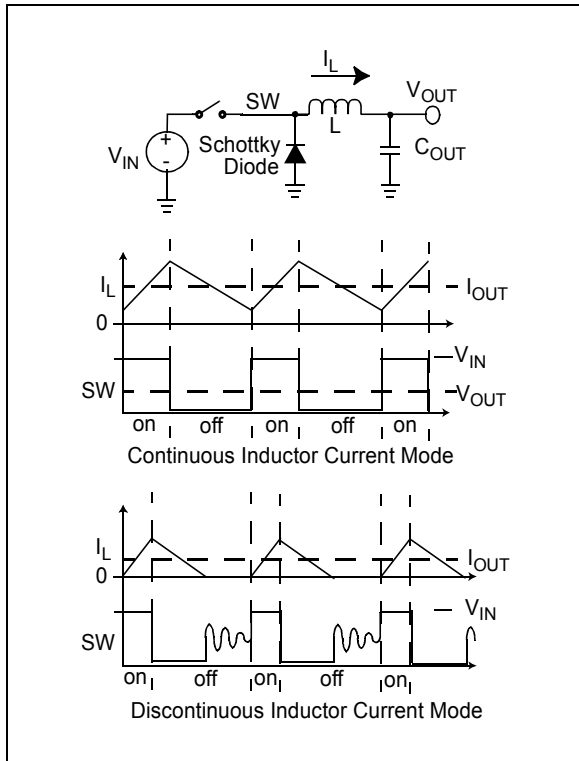 I_L
SW
V_OUT
L
V_IN
+
-
Schottky
Diode
C_OUT
I_L
I_OUT
0
V_IN
SW
V_OUT
on off on off on
Continuous Inductor Current Mode
I_L
I_OUT
0
V_IN
SW
on off on off on
Discontinuous Inductor Current Mode